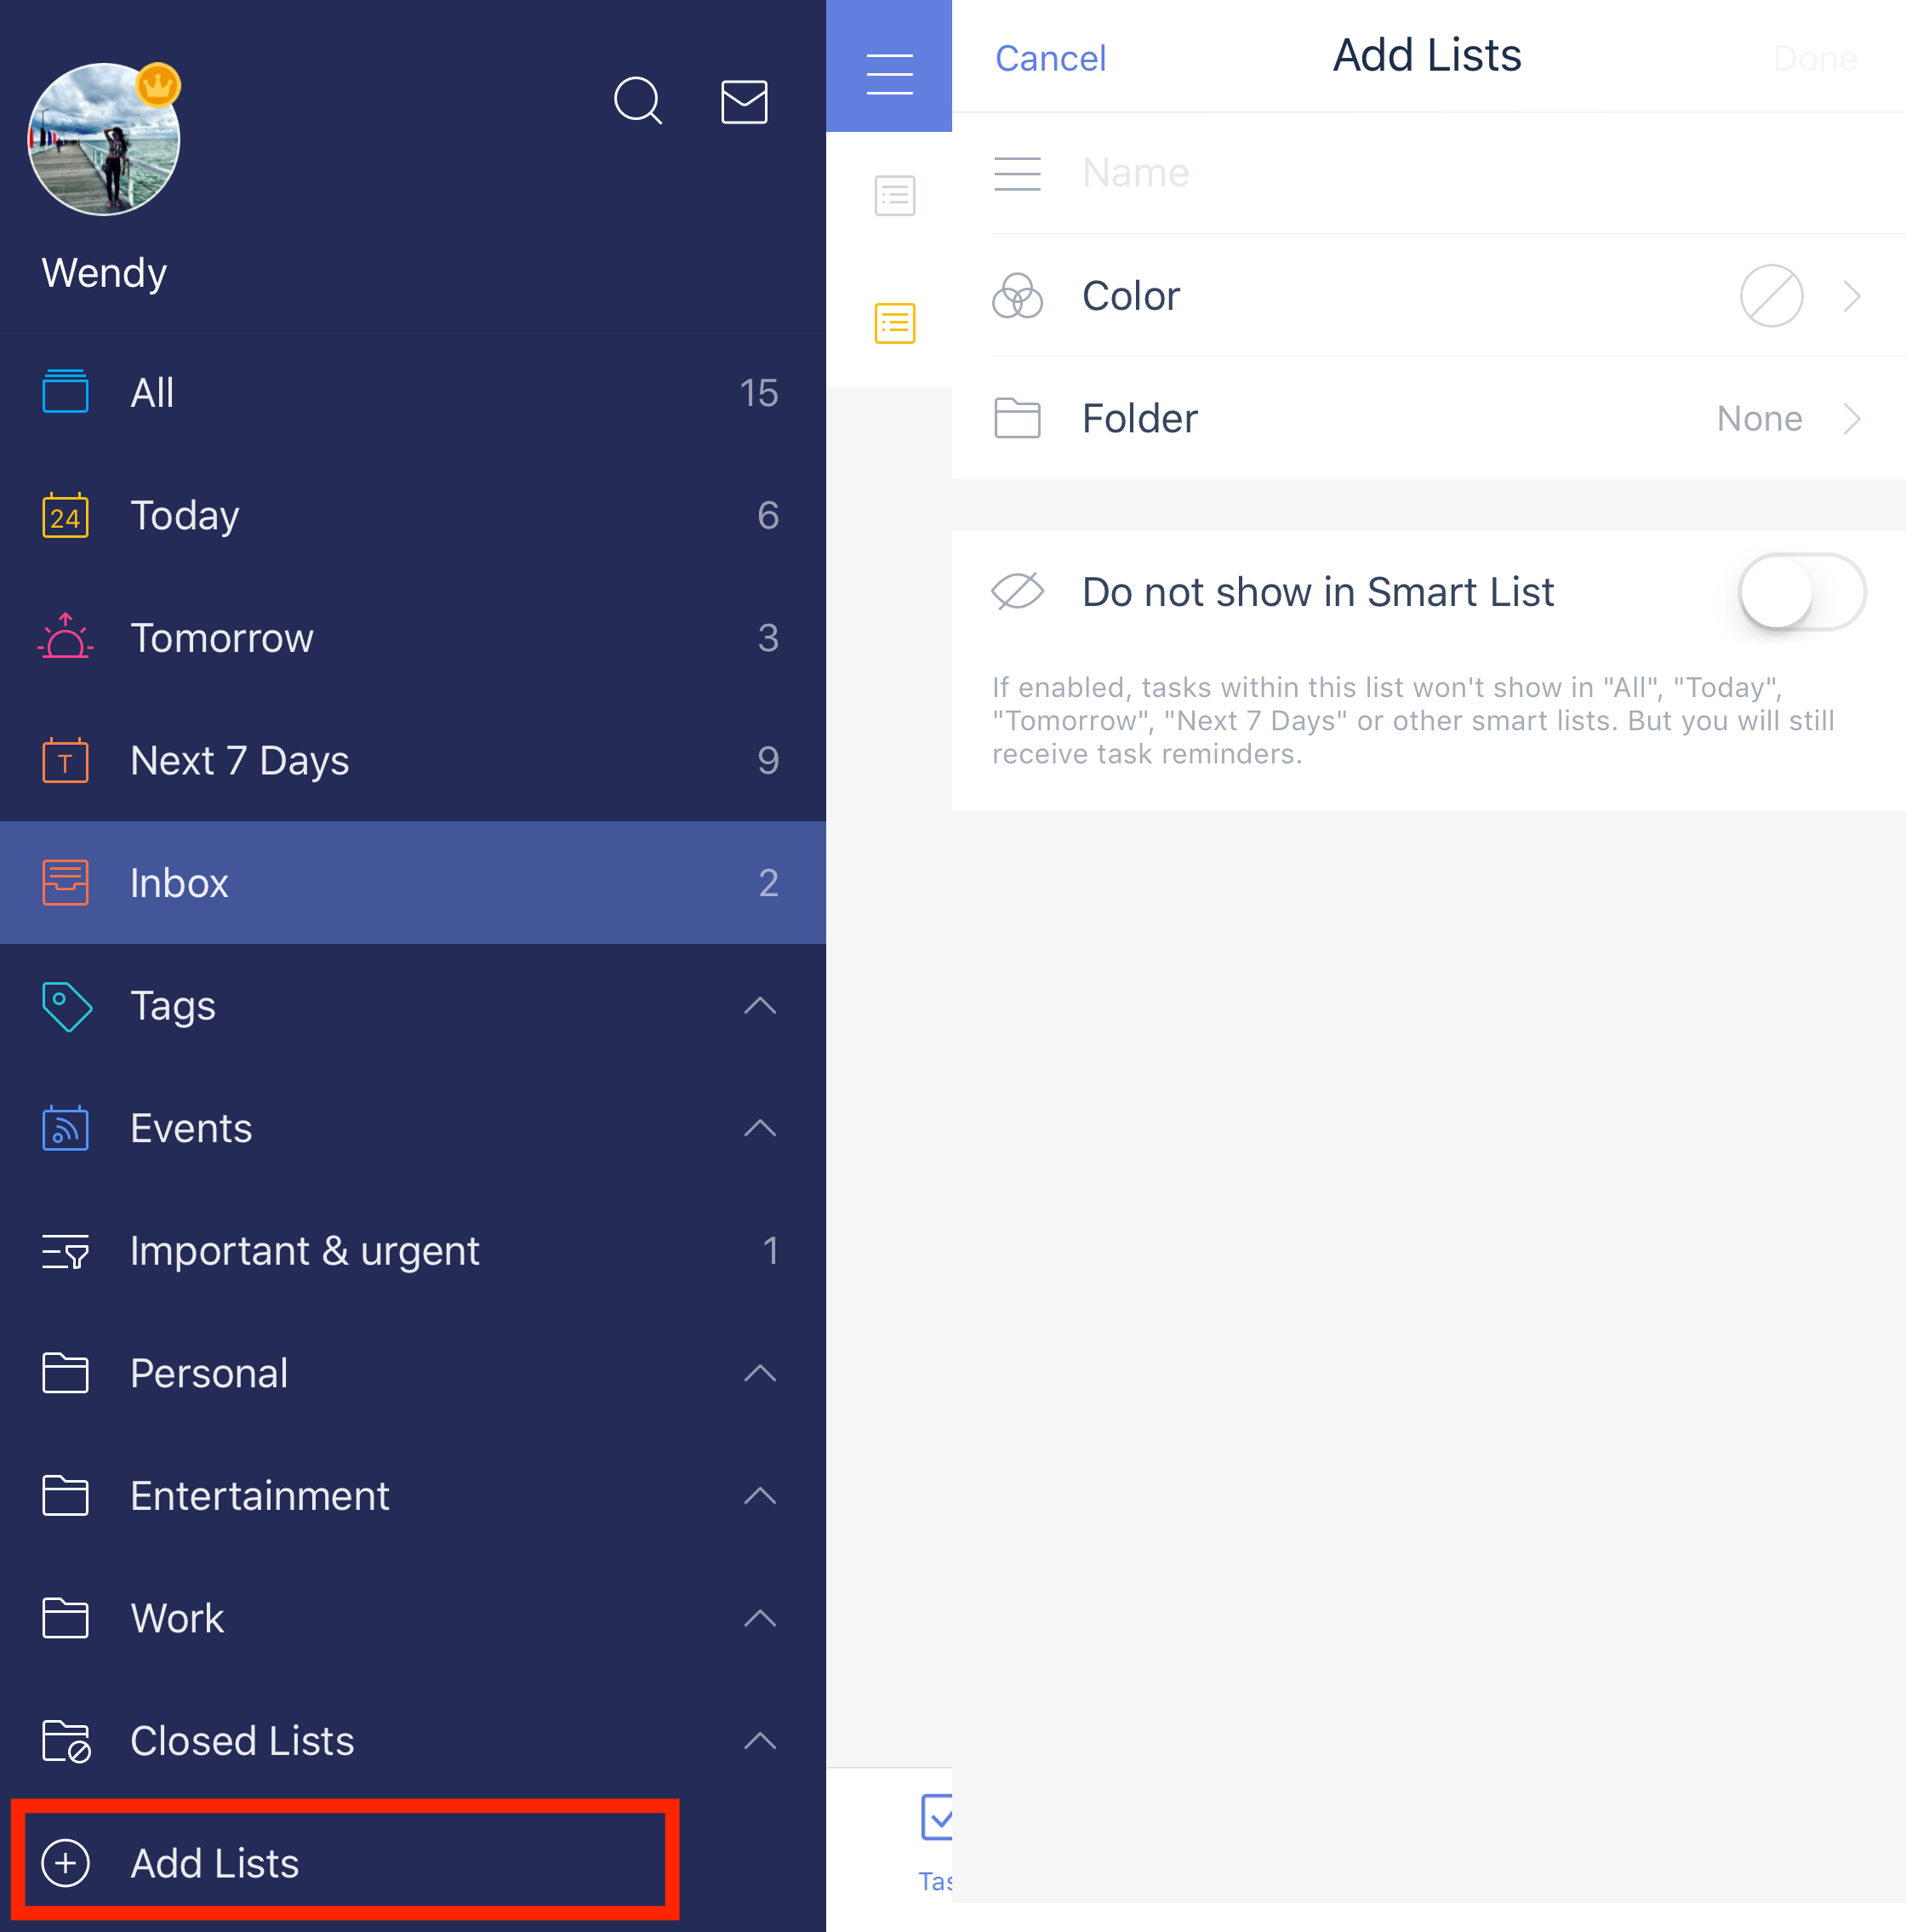 Wendy
All 15
24 Today 6
Tomorrow 3
T Next 7 Days 9
Inbox 2
Tags
Events
Important & urgent 1
Personal
Entertainment
Work
Closed Lists
Add Lists
Tas
Cancel Add Lists Done
Name
Color
Folder None
Do not show in Smart List
If enabled, tasks within this list won't show in "All", "Today",
"Tomorrow", "Next 7 Days" or other smart lists. But you will still
receive task reminders.